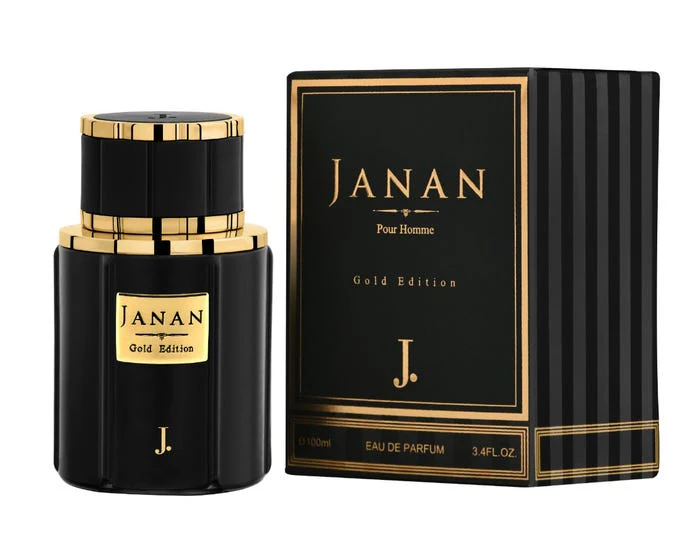 JANAN
Gold Edition
J.
JANAN
Pour Homme
Gold Edition
J.
100ml
EAU DE PARFUM
3.4FL.OZ.